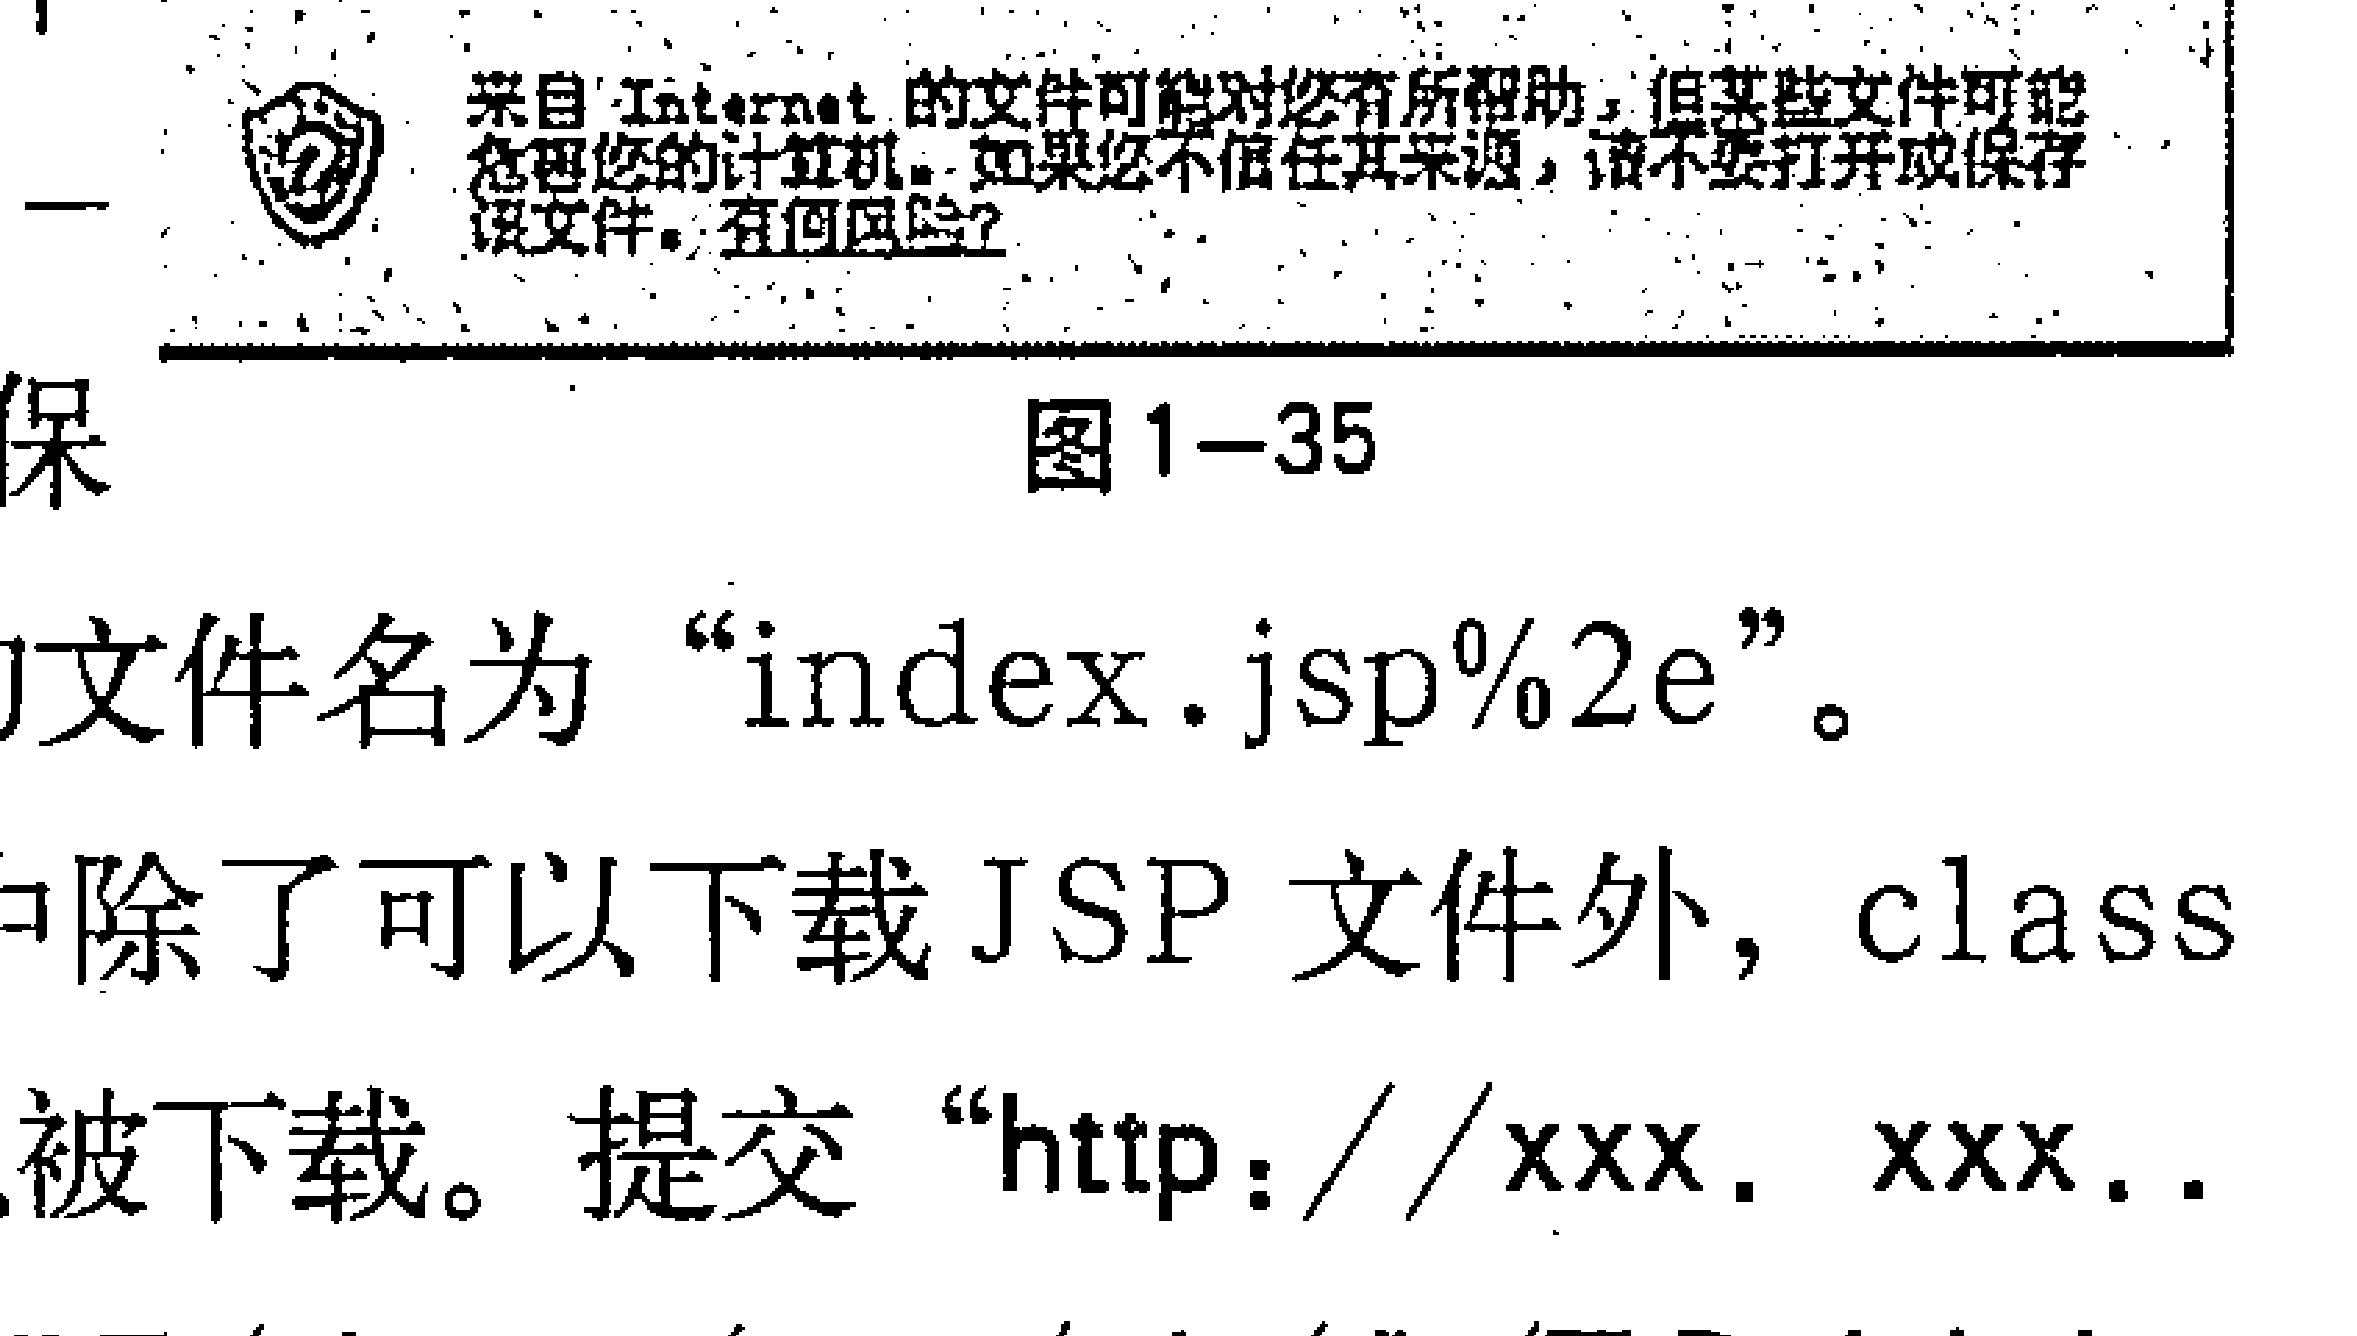 来自 Internet 的文件可能对您有所帮助，但某些文件可能
危害您的计算机。如果您不信任其来源，请不要打开或保存
该文件。有何风险?
保
图 1-35
的文件名为 “index.jsp%2e”。
中除了可以下载 JSP 文件外，class
被下载。提交 “http://xxx. xxx..